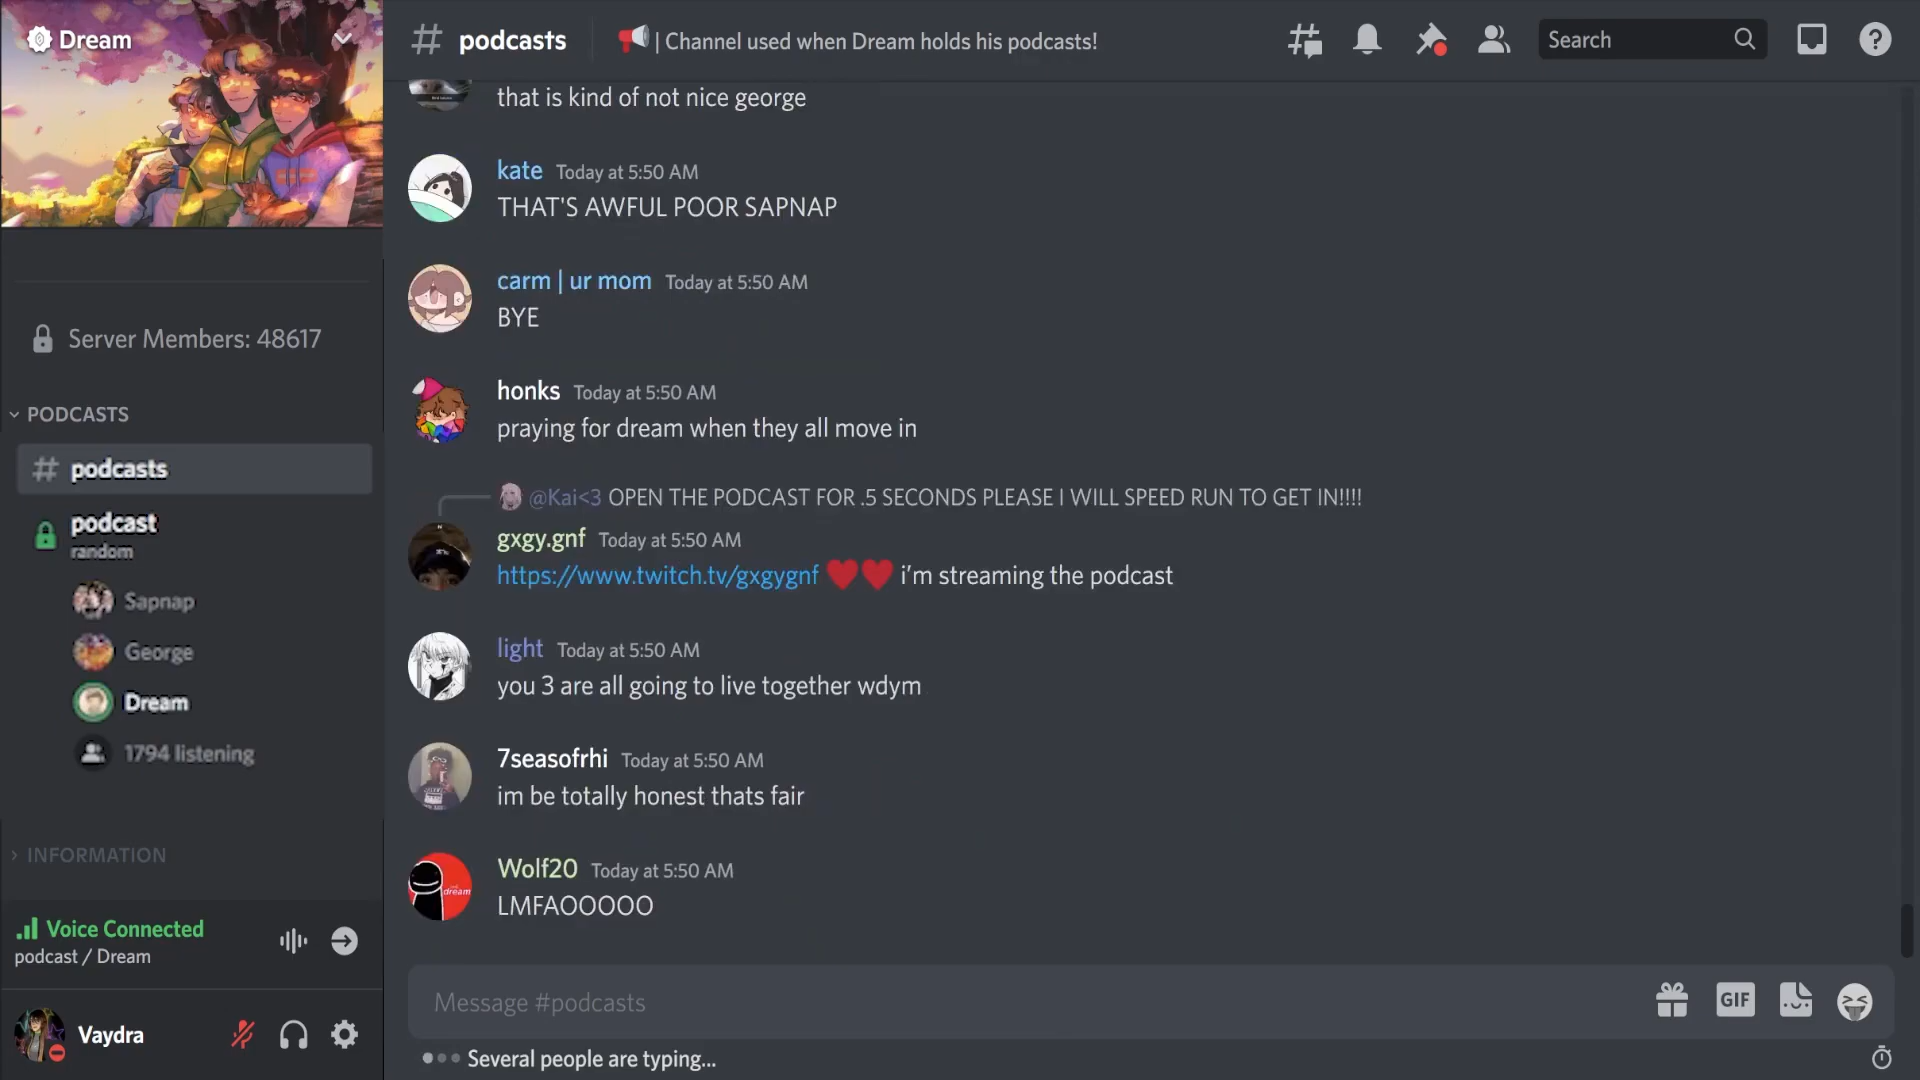 Dream
Server Members: 48617
PODCASTS
podcasts
podcast
random
Sapnap
George
Dream
1794 listening
INFORMATION
Voice Connected
podcast / Dream
Vaydra
podcasts
| Channel used when Dream holds his podcasts!
Search
that is kind of not nice george
kate Today at 5:50 AM
THAT'S AWFUL POOR SAPNAP
carm | ur mom Today at 5:50 AM
BYE
honks Today at 5:50 AM
praying for dream when they all move in
@Kai<3 OPEN THE PODCAST FOR .5 SECONDS PLEASE I WILL SPEED RUN TO GET IN!!!!
gxgy.gnf Today at 5:50 AM
https://www.twitch.tv/gxgygnf ❤️❤️ i’m streaming the podcast
light Today at 5:50 AM
you 3 are all going to live together wdym
7seasofrhi Today at 5:50 AM
im be totally honest thats fair
dream
Wolf20 Today at 5:50 AM
LMFAOOOOO
Message #podcasts
GIF
Several people are typing...